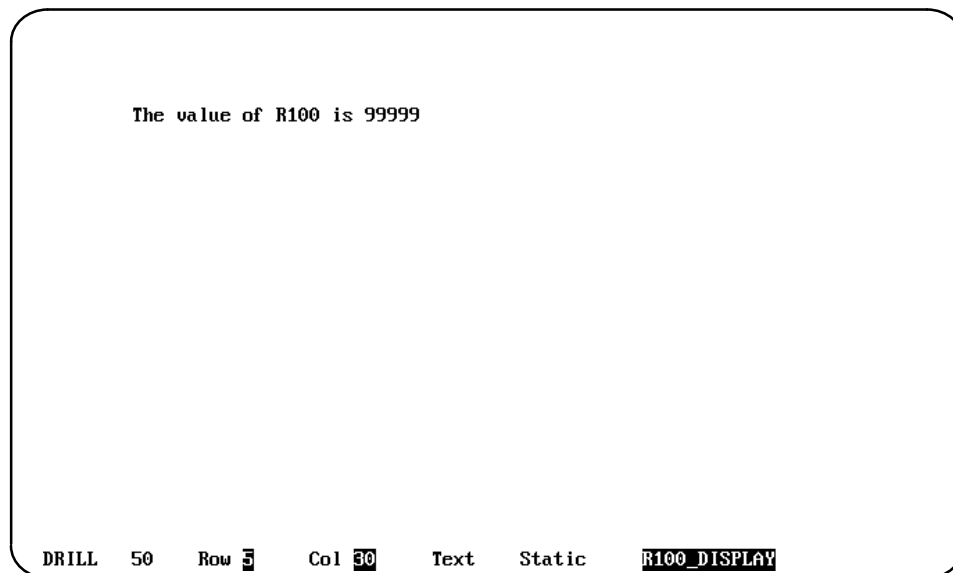 The value of R100 is 99999
DRILL 50 Row 5 Col 30 Text Static R100_DISPLAY